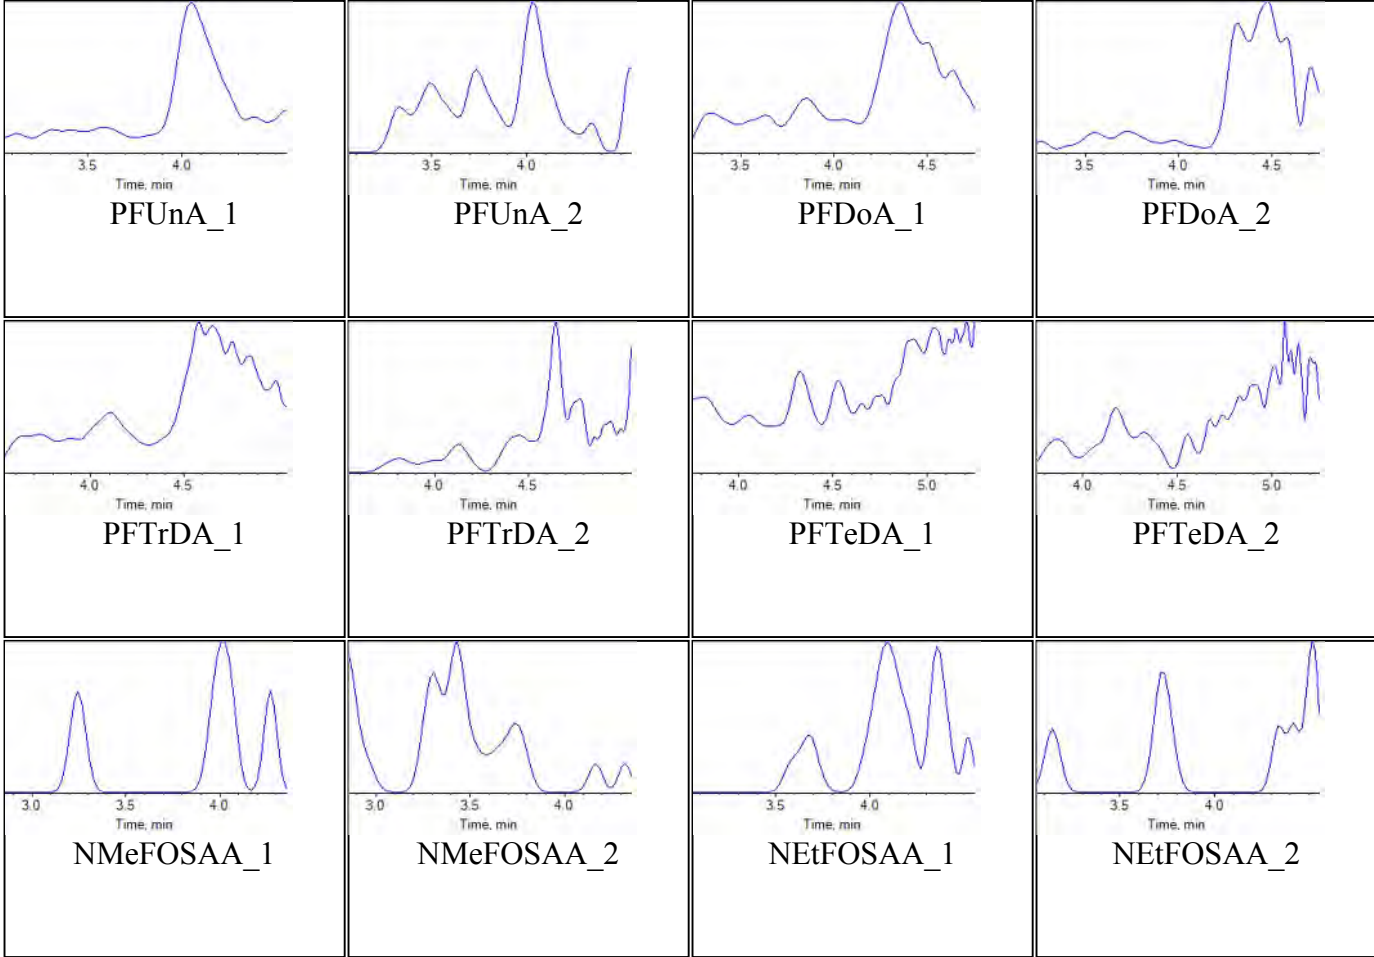 3.5 4.0
Time, min
PFUnA_1
3.5 4.0
Time, min
PFUnA_2
3.5 4.0 4.5
Time, min
PFDoA_1
3.5 4.0 4.5
Time, min
PFDoA_2
4.0 4.5
Time, min
PFTrDA_1
4.0 4.5
Time, min
PFTrDA_2
4.0 4.5 5.0
Time, min
PFTeDA_1
4.0 4.5 5.0
Time, min
PFTeDA_2
3.0 3.5 4.0
Time, min
NMeFOSAA_1
3.0 3.5 4.0
Time, min
NMeFOSAA_2
3.5 4.0
Time, min
NEtFOSAA_1
3.5 4.0
Time, min
NEtFOSAA_2